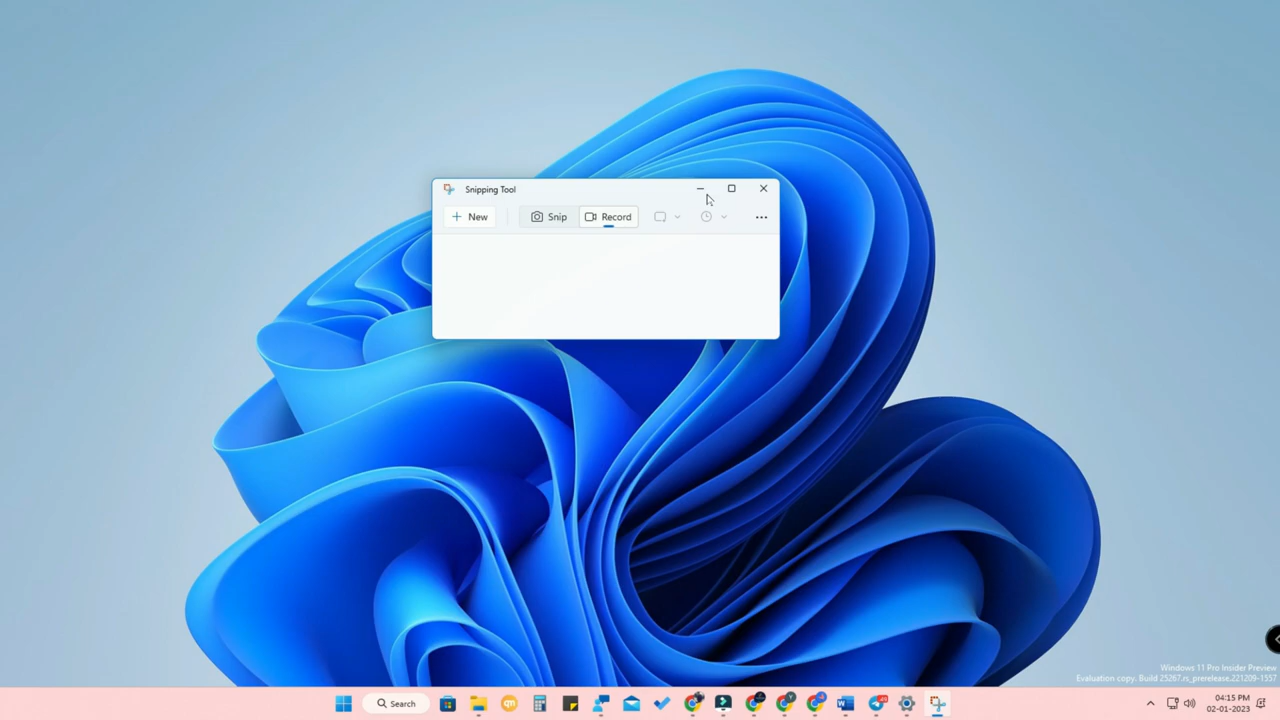 Snipping Tool
New
Snip
Record
Windows 11 Pro Insider Preview
Evaluation copy. Build 25267.rs_prerelease.221209-1557
Search
04:15 PM
02-01-2023